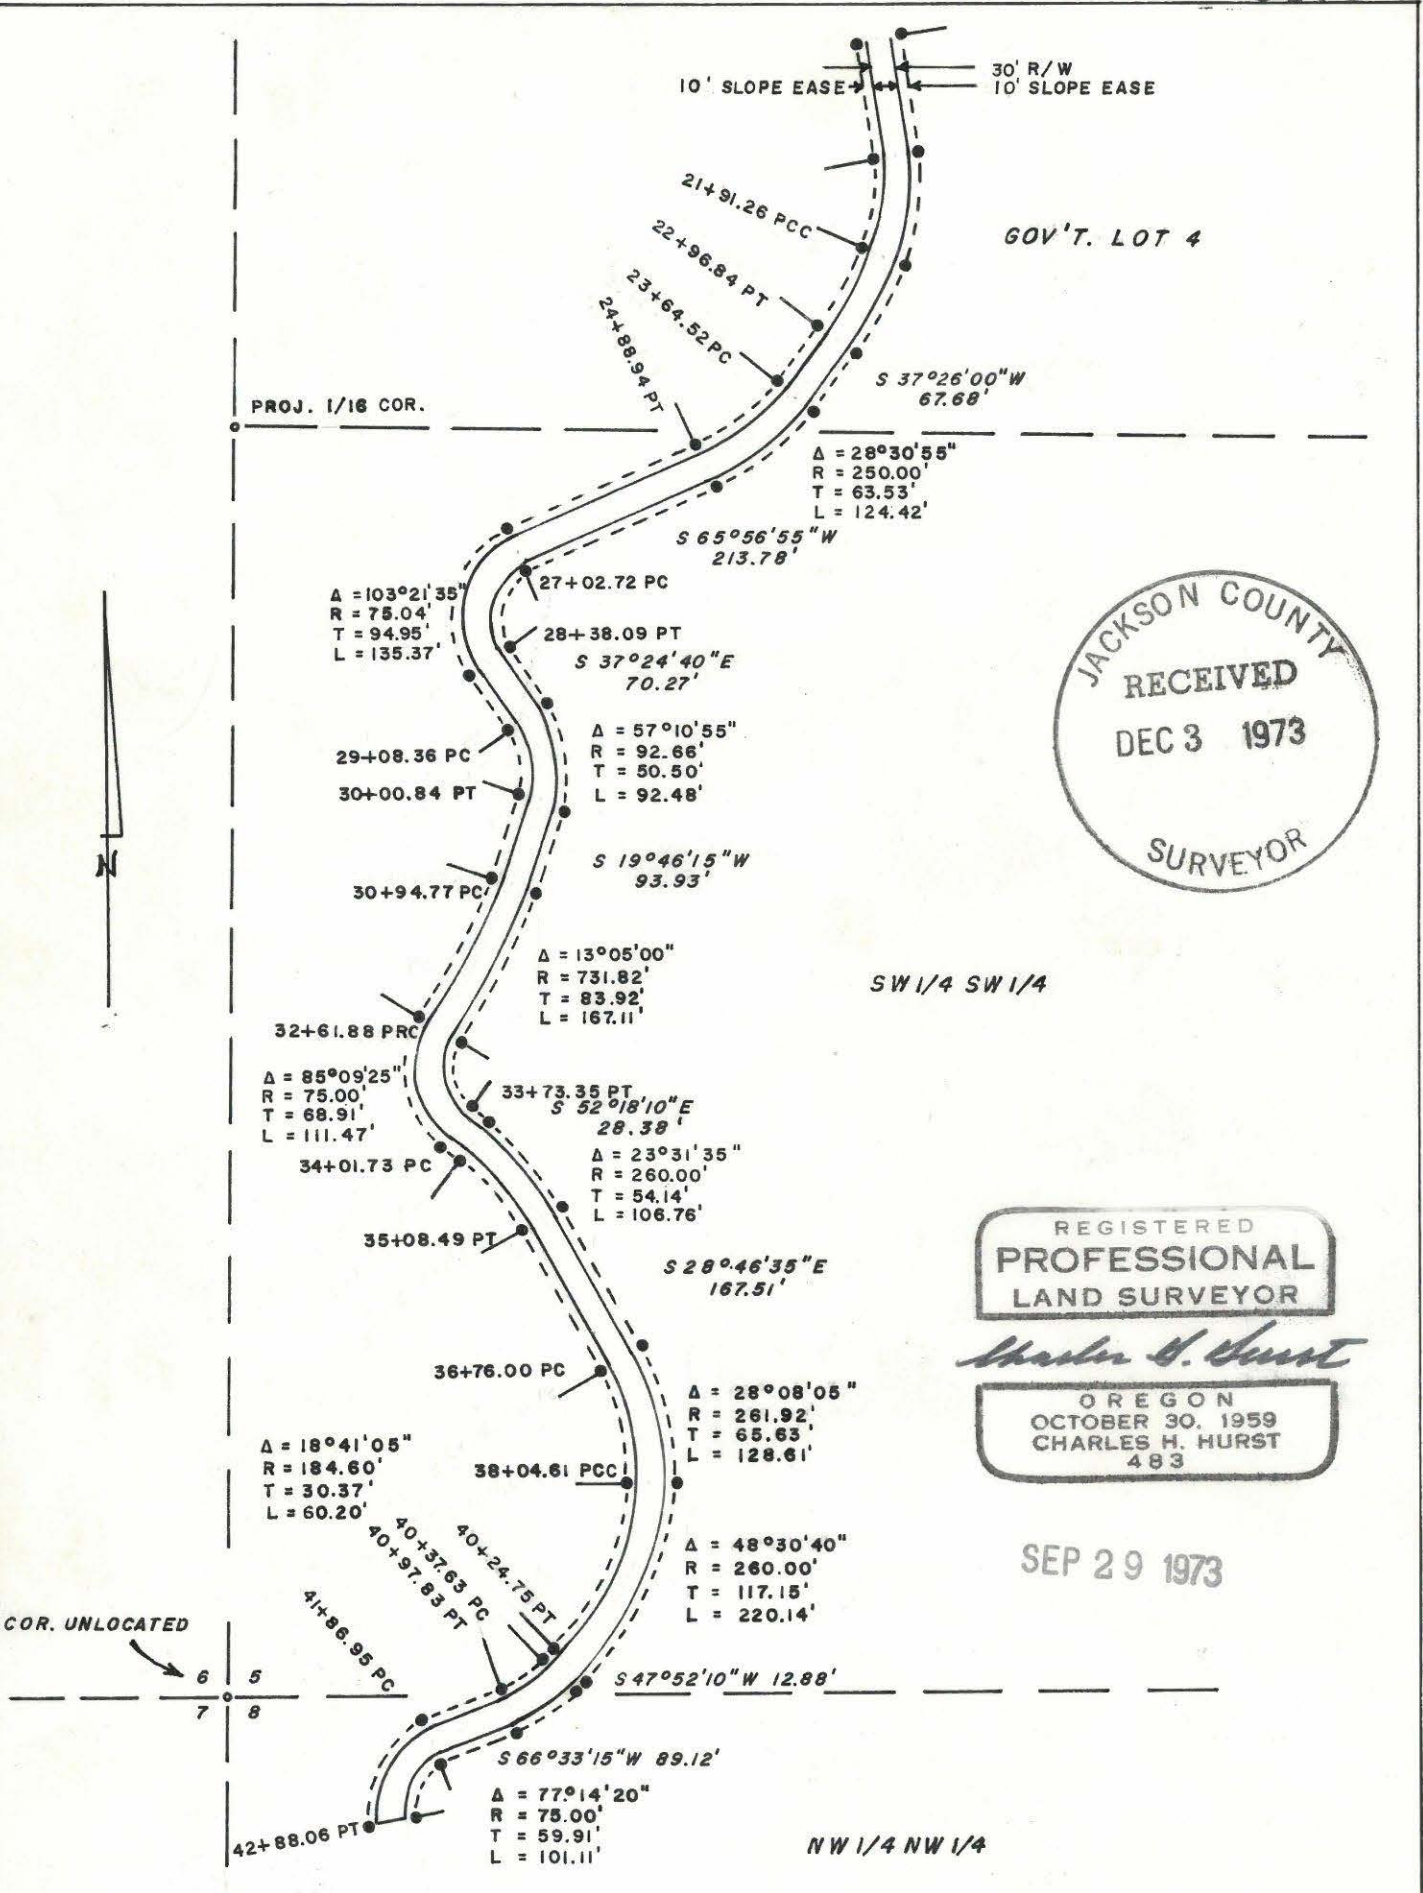 30' R/W
10' SLOPE EASE
10' SLOPE EASE
21+91.26 PCC
GOV'T. LOT 4
22+96.84 PT
23+64.52 PC
24+88.94 PT
S 37°26'00"W
67.68'
PROJ. 1/16 COR.
Δ = 28°30'55"
R = 250.00'
T = 63.53'
L = 124.42'
S 65°56'55"W
213.78'
27+02.72 PC
Δ = 103°21'35"
R = 75.04'
T = 94.95'
L = 135.37'
28+38.09 PT
S 37°24'40"E
70.27'
JACKSON COUNTY
RECEIVED
DEC 3 1973
SURVEYOR
29+08.36 PC
Δ = 57°10'55"
R = 92.66'
T = 50.50'
L = 92.48'
30+00.84 PT
N
S 19°46'15"W
93.93'
30+94.77 PC
Δ = 13°05'00"
R = 731.82'
T = 83.92'
L = 167.11'
SW 1/4 SW 1/4
32+61.88 PRC
Δ = 85°09'25"
R = 75.00'
T = 68.91'
L = 111.47'
33+73.35 PT
S 52°18'10"E
28.38'
34+01.73 PC
Δ = 23°31'35"
R = 260.00'
T = 54.14'
L = 106.76'
35+08.49 PT
S 28°46'35"E
167.51'
REGISTERED
PROFESSIONAL
LAND SURVEYOR
Charles H. Hurst
OREGON
OCTOBER 30, 1959
CHARLES H. HURST
483
36+76.00 PC
Δ = 28°08'05"
R = 261.92'
T = 65.63'
L = 128.61'
Δ = 18°41'05"
R = 184.60'
T = 30.37'
L = 60.20'
38+04.61 PCC
40+24.75 PT
40+37.63 PC
40+97.83 PT
Δ = 48°30'40"
R = 260.00'
T = 117.15'
L = 220.14'
SEP 29 1973
41+86.95 PC
COR. UNLOCATED
6 5
7 8
S 47°52'10"W 12.88'
S 66°33'15"W 89.12'
Δ = 77°14'20"
R = 75.00'
T = 59.91'
L = 101.11'
42+88.06 PT
NW 1/4 NW 1/4